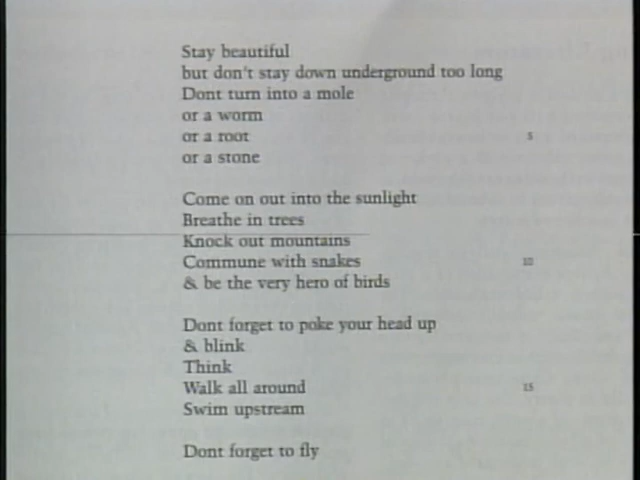 Stay beautiful
but don't stay down underground too long
Dont turn into a mole
or a worm
or a root 5
or a stone
Come on out into the sunlight
Breathe in trees
Knock out mountains
Commune with snakes 10
& be the very hero of birds
Dont forget to poke your head up
& blink
Think
Walk all around 15
Swim upstream
Dont forget to fly